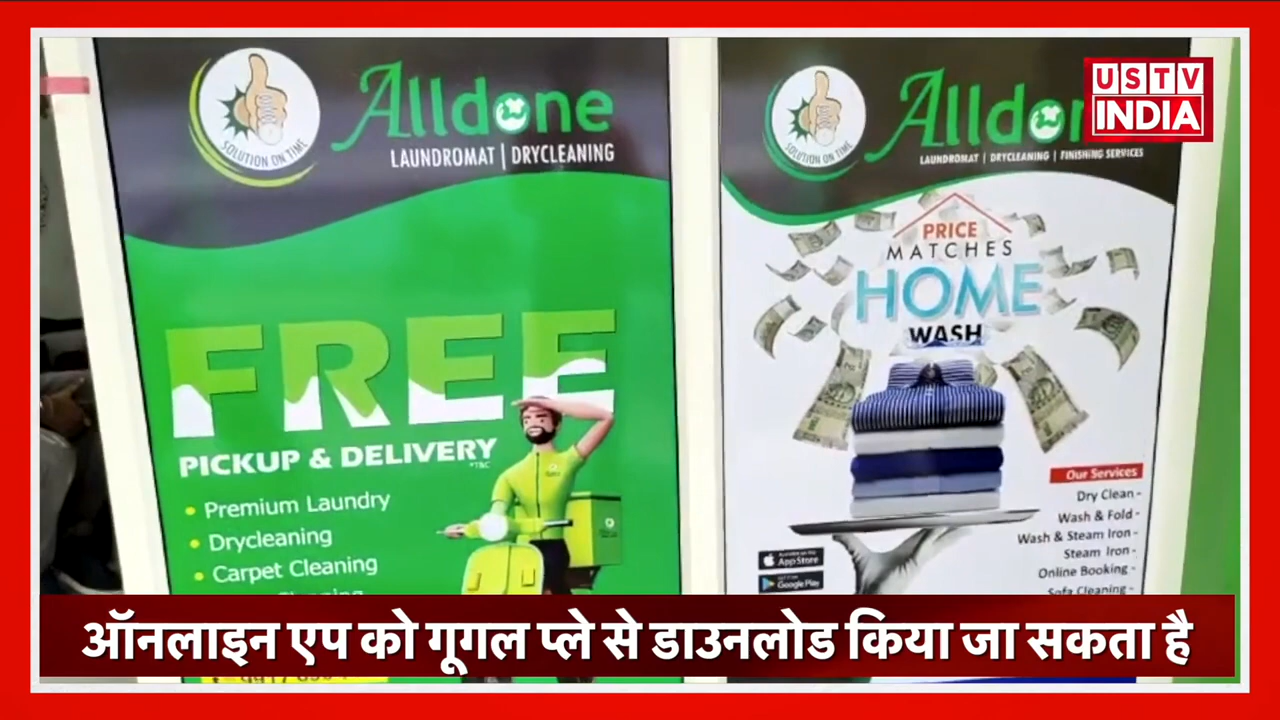 SOLUTION ON TIME
Alldone
LAUNDROMAT | DRYCLEANING
FREE
PICKUP & DELIVERY
*T&C
• Premium Laundry
• Drycleaning
• Carpet Cleaning
SOLUTION ON TIME
LAUNDROMAT | DRYCLEANING | FINISHING SERVICES
PRICE
MATCHES
HOME
WASH
Our Services
Dry Clean -
Wash & Fold -
Wash & Steam Iron -
Steam Iron -
Online Booking -
Sofa Cleaning -
App Store
Google Play
USTV
INDIA
ऑनलाइन एप को गूगल प्ले से डाउनलोड किया जा सकता है